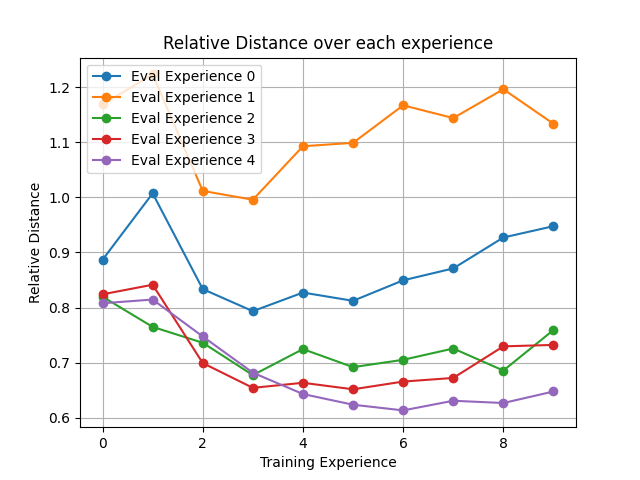 Relative Distance over each experience
Eval Experience 0
Eval Experience 1
Eval Experience 2
Eval Experience 3
Eval Experience 4
1.2
1.1
1.0
0.9
0.8
0.7
0.6
Relative Distance
0 2 4 6 8
Training Experience